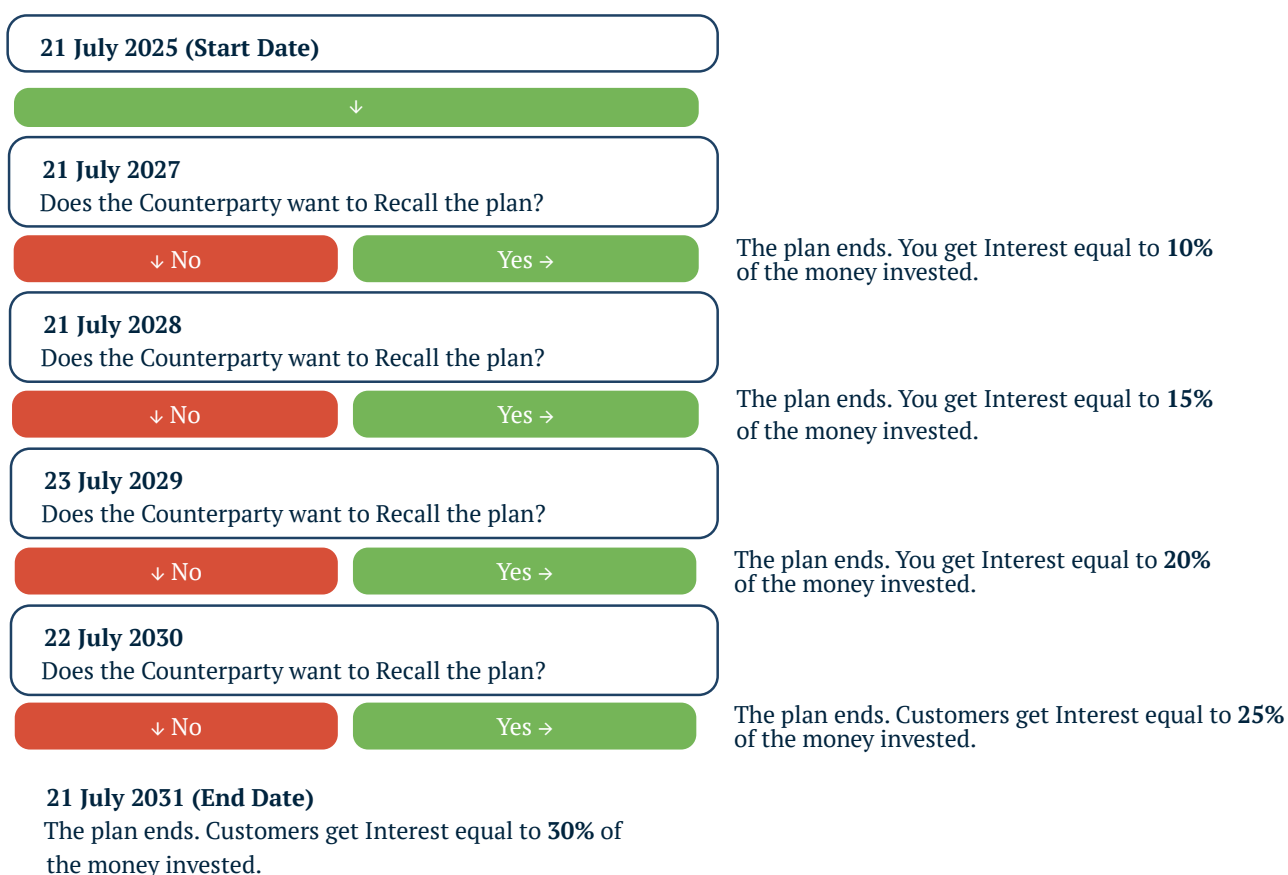 21 July 2025 (Start Date)
↓
21 July 2027
Does the Counterparty want to Recall the plan?
↓ No
Yes →
The plan ends. You get Interest equal to 10%
of the money invested.
21 July 2028
Does the Counterparty want to Recall the plan?
↓ No
Yes →
The plan ends. You get Interest equal to 15%
of the money invested.
23 July 2029
Does the Counterparty want to Recall the plan?
↓ No
Yes →
The plan ends. You get Interest equal to 20%
of the money invested.
22 July 2030
Does the Counterparty want to Recall the plan?
↓ No
Yes →
The plan ends. Customers get Interest equal to 25%
of the money invested.
21 July 2031 (End Date)
The plan ends. Customers get Interest equal to 30% of
the money invested.